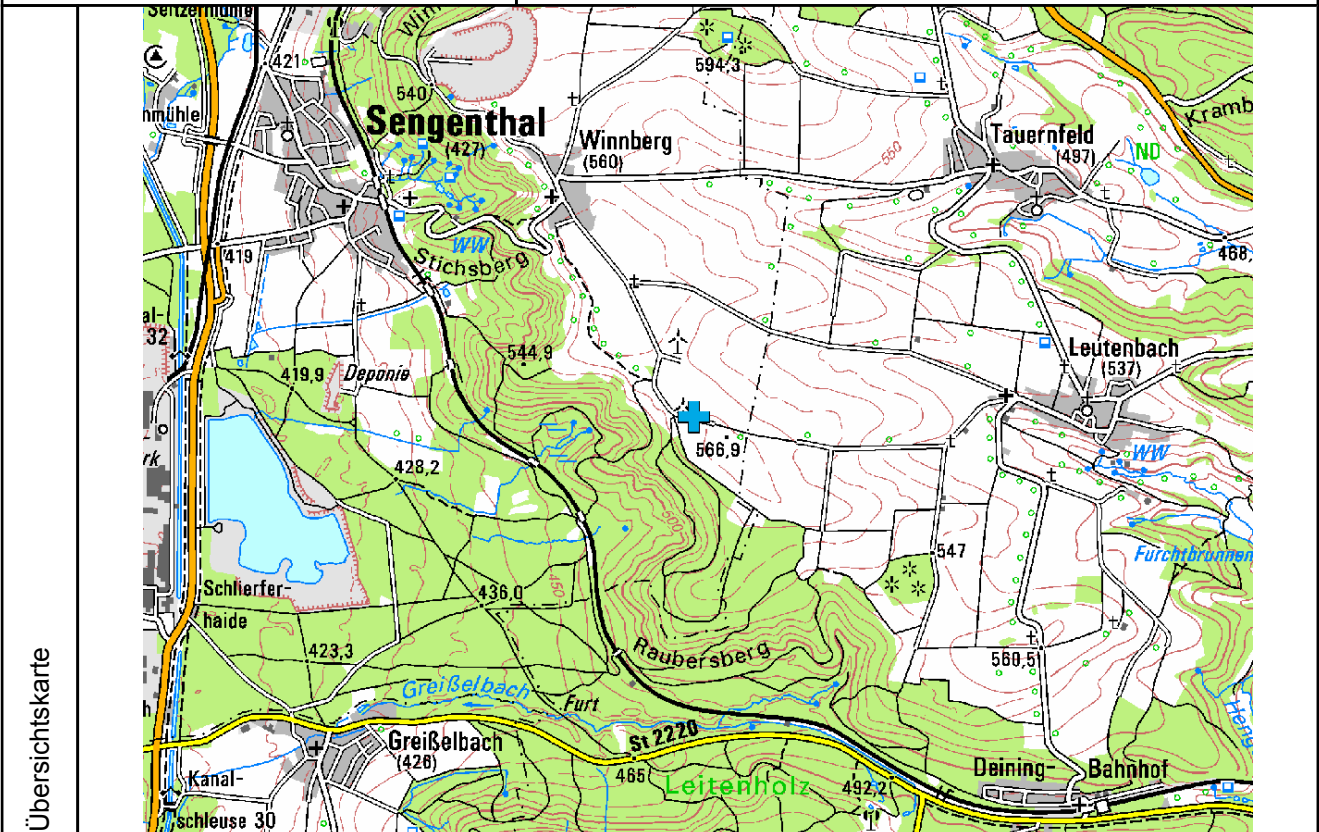 Übersichtskarte
Seitzermühle
421
594,3
540
Sengenthal
(427)
Winnberg
(560)
Tauernfeld
(497)
ND
550
WW
Stichsberg
419
468,
32
544,9
419,9
Deponie
Leutenbach
(537)
566,9
428,2
WW
Furchtbrunnen
547
500
450
436,0
Schlierfer-
haide
423,3
Raubersberg
560,5
Greißelbach
Furt
St 2220
Greißelbach
(426)
465
Leitenholz
492,2
Deining-
Bahnhof
Kanal-
schleuse 30